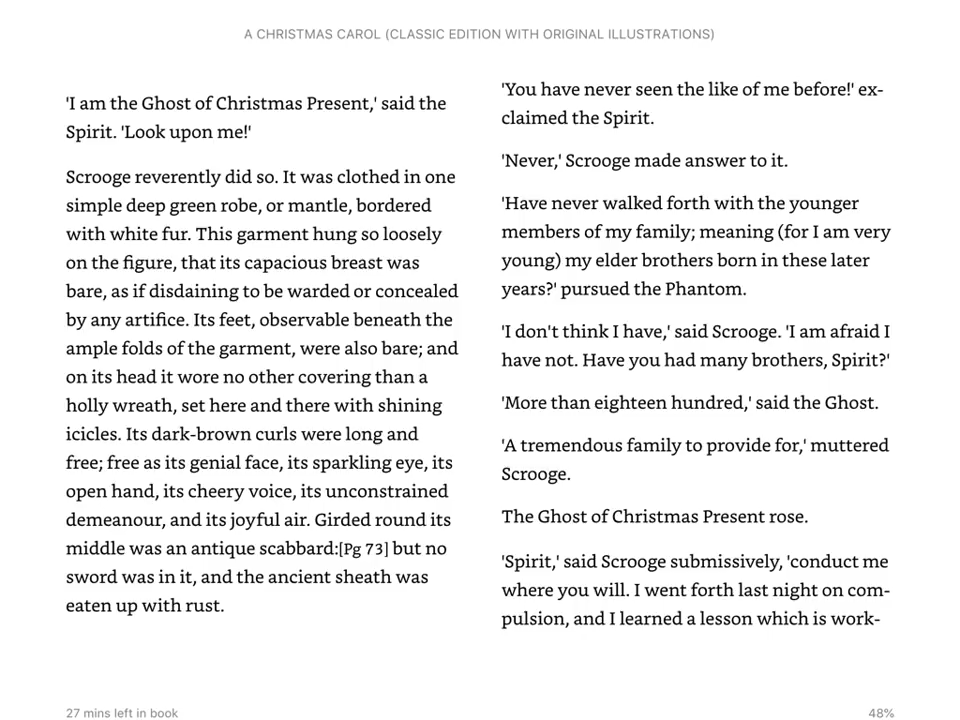 A CHRISTMAS CAROL (CLASSIC EDITION WITH ORIGINAL ILLUSTRATIONS)
'I am the Ghost of Christmas Present,' said the
Spirit. 'Look upon me!'
Scrooge reverently did so. It was clothed in one
simple deep green robe, or mantle, bordered
with white fur. This garment hung so loosely
on the figure, that its capacious breast was
bare, as if disdaining to be warded or concealed
by any artifice. Its feet, observable beneath the
ample folds of the garment, were also bare; and
on its head it wore no other covering than a
holly wreath, set here and there with shining
icicles. Its dark-brown curls were long and
free; free as its genial face, its sparkling eye, its
open hand, its cheery voice, its unconstrained
demeanour, and its joyful air. Girded round its
middle was an antique scabbard:[Pg 73] but no
sword was in it, and the ancient sheath was
eaten up with rust.
'You have never seen the like of me before!' ex-
claimed the Spirit.
'Never,' Scrooge made answer to it.
'Have never walked forth with the younger
members of my family; meaning (for I am very
young) my elder brothers born in these later
years?' pursued the Phantom.
'I don't think I have,' said Scrooge. 'I am afraid I
have not. Have you had many brothers, Spirit?'
'More than eighteen hundred,' said the Ghost.
'A tremendous family to provide for,' muttered
Scrooge.
The Ghost of Christmas Present rose.
'Spirit,' said Scrooge submissively, 'conduct me
where you will. I went forth last night on com-
pulsion, and I learned a lesson which is work-
27 mins left in book
48%